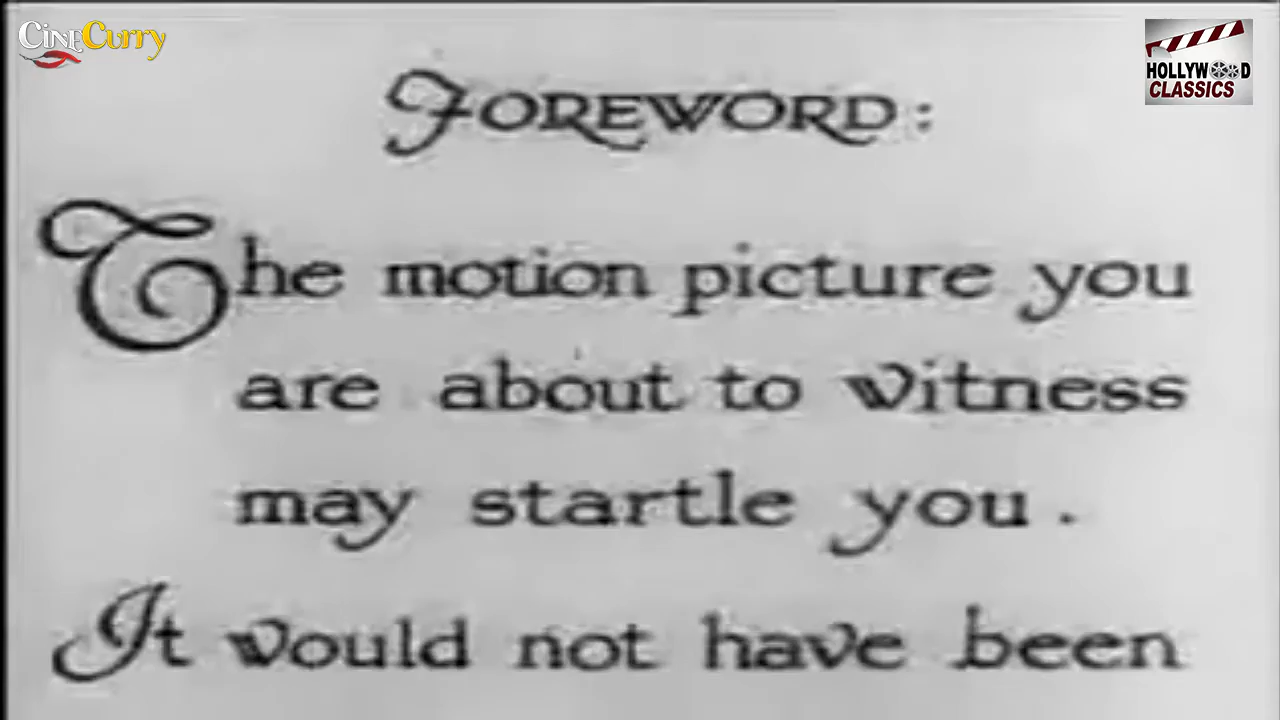 CineCurry
HOLLYWOOD
CLASSICS
FOREWORD:
The motion picture you
are about to witness
may startle you.
It would not have been